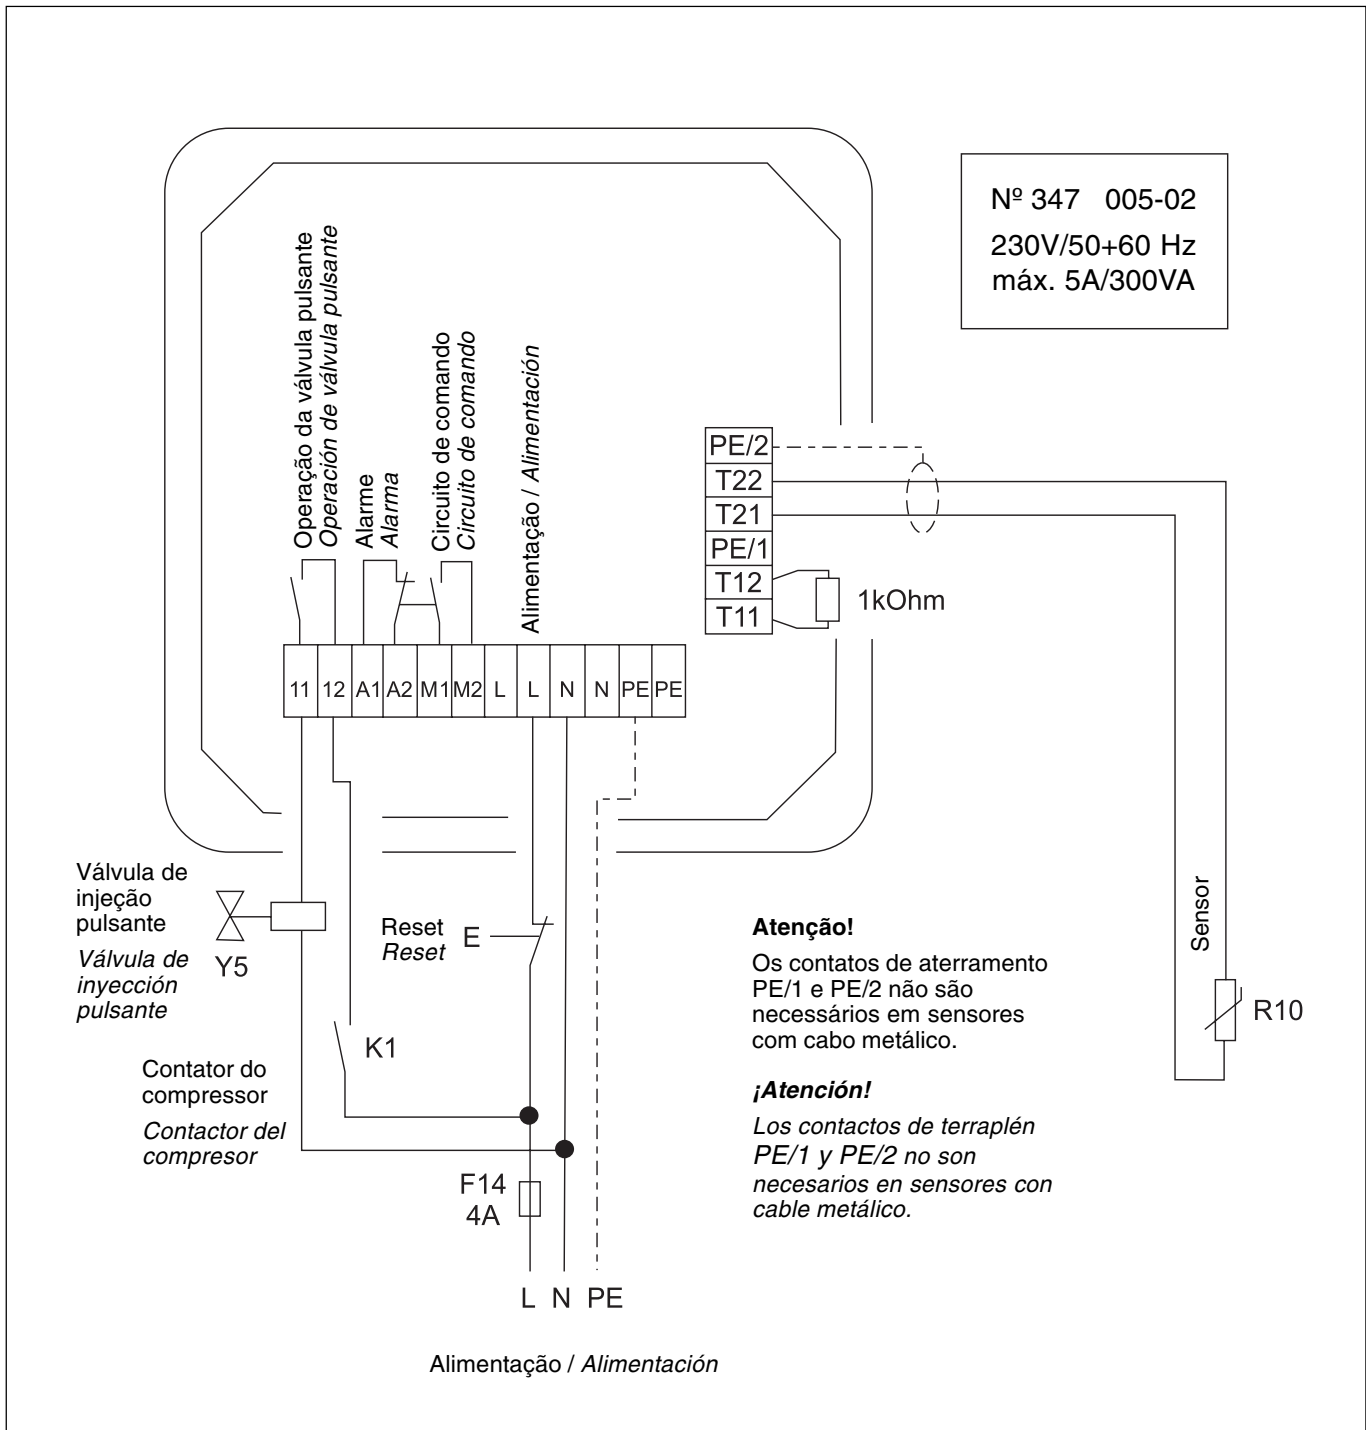 Nº 347 005-02
230V/50+60 Hz
máx. 5A/300VA
Operação da válvula pulsante
Operación de válvula pulsante
Alarme
Alarma
Circuito de comando
Circuito de comando
Alimentação / Alimentación
PE/2
T22
T21
PE/1
T12
T11
1kOhm
11 12 A1 A2 M1 M2 L L N N PE PE
Válvula de
injeção
pulsante
Válvula de
inyección
pulsante
Y5
Reset
Reset
E
K1
Contator do
compressor
Contactor del
compresor
F14
4A
L N PE
Alimentação / Alimentación
Atenção!
Os contatos de aterramento
PE/1 e PE/2 não são
necessários em sensores
com cabo metálico.
¡Atención!
Los contactos de terraplén
PE/1 y PE/2 no son
necesarios en sensores con
cable metálico.
Sensor
R10